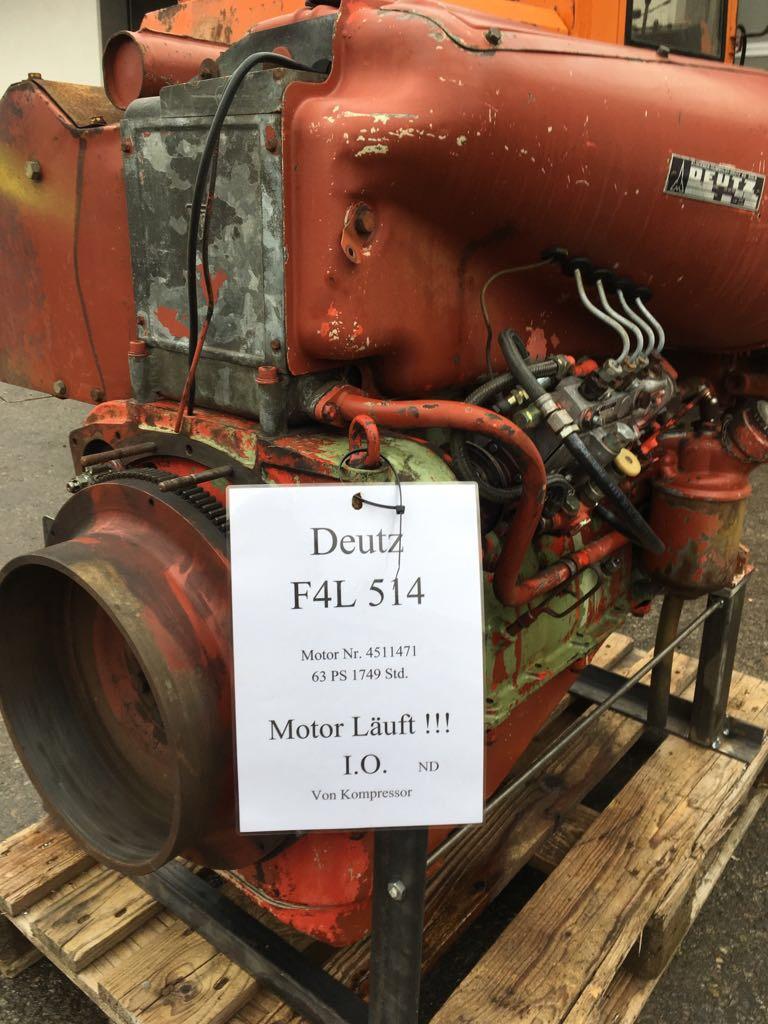 DEUTZ
Deutz
F4L 514
Motor Nr. 4511471
63 PS 1749 Std.
Motor Läuft !!!
I.O. ND
Von Kompressor